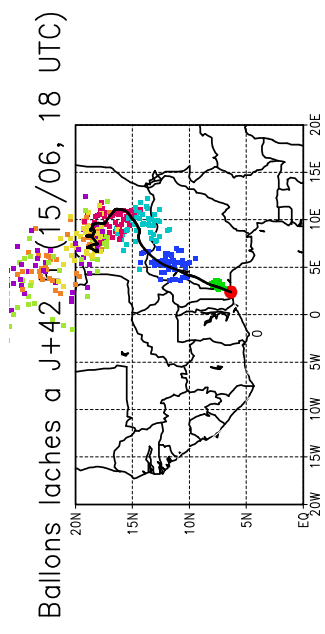 Ballons laches a J+42 (15/06, 18 UTC)
20N
15N
10N
5N
EQ
20W
15W
10W
5W
0
5E
10E
15E
20E
0